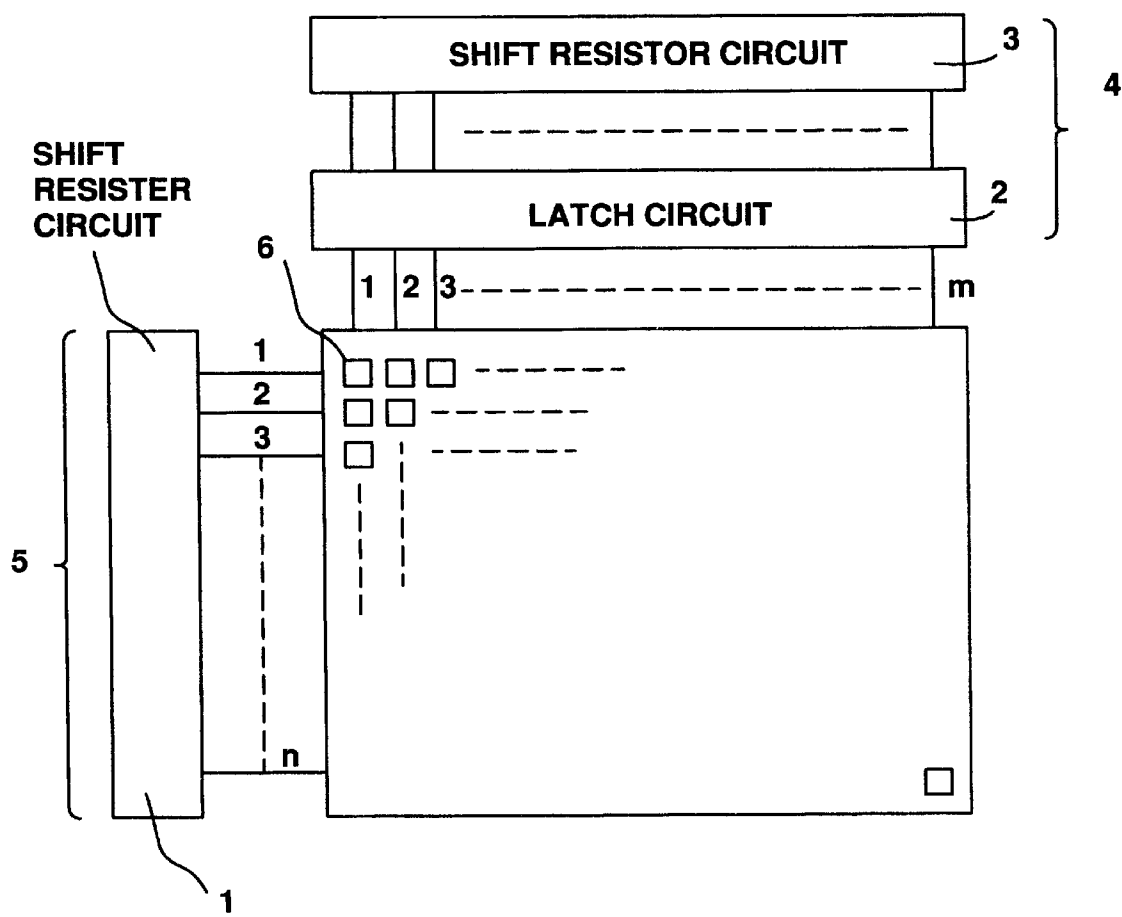 SHIFT RESISTOR CIRCUIT
3
4
SHIFT
RESISTER
CIRCUIT
LATCH CIRCUIT
2
6
1 2 3 m
1
2
3
5
n
1